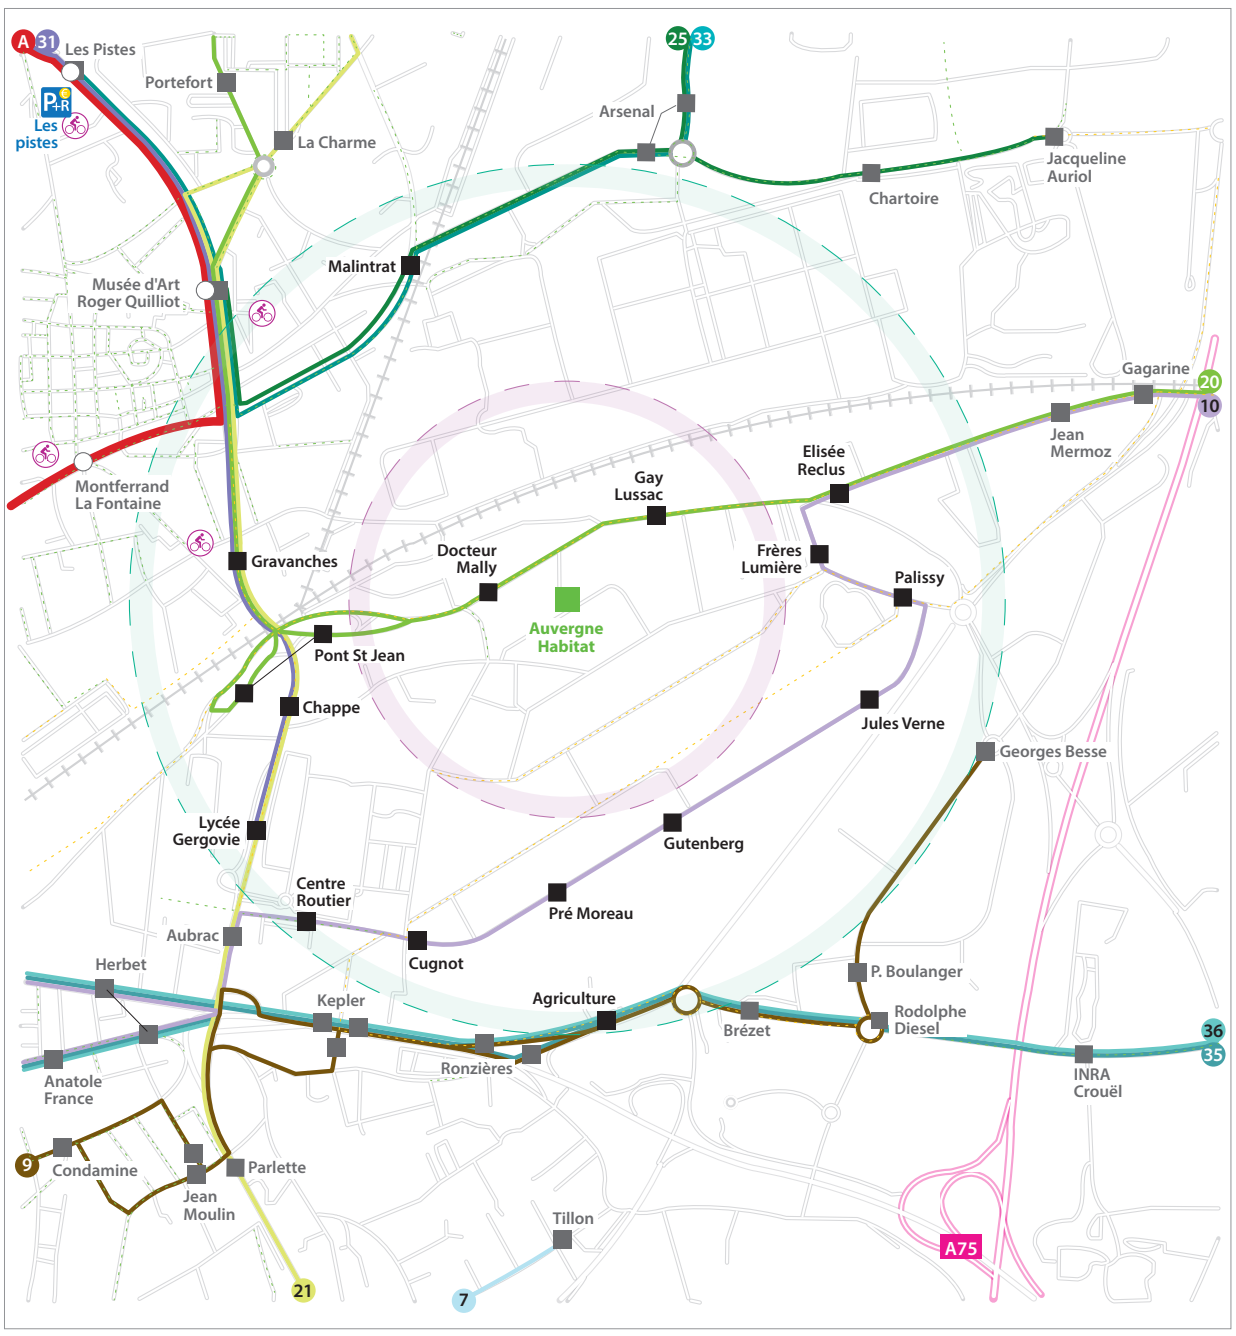 A 31
Les Pistes
P+R
6
Les
pistes
Portefort
La Charme
25 33
Arsenal
Jacqueline
Auriol
Chartoire
Malintrat
Musée d'Art
Roger Quilliot
Gagarine
20
10
Jean
Mermoz
Elisée
Reclus
Gay
Lussac
Montferrand
La Fontaine
Gravanches
Docteur
Mally
Frères
Lumière
Palissy
Auvergne
Habitat
Pont St Jean
Chappe
Jules Verne
Georges Besse
Lycée
Gergovie
Gutenberg
Centre
Routier
Pré Moreau
Aubrac
Cugnot
Herbet
P. Boulanger
Kepler
Agriculture
Brézet
Rodolphe
Diesel
36
35
Ronzières
INRA
Crouël
Anatole
France
9
Condamine
Parlette
Jean
Moulin
Tillon
A75
21
7